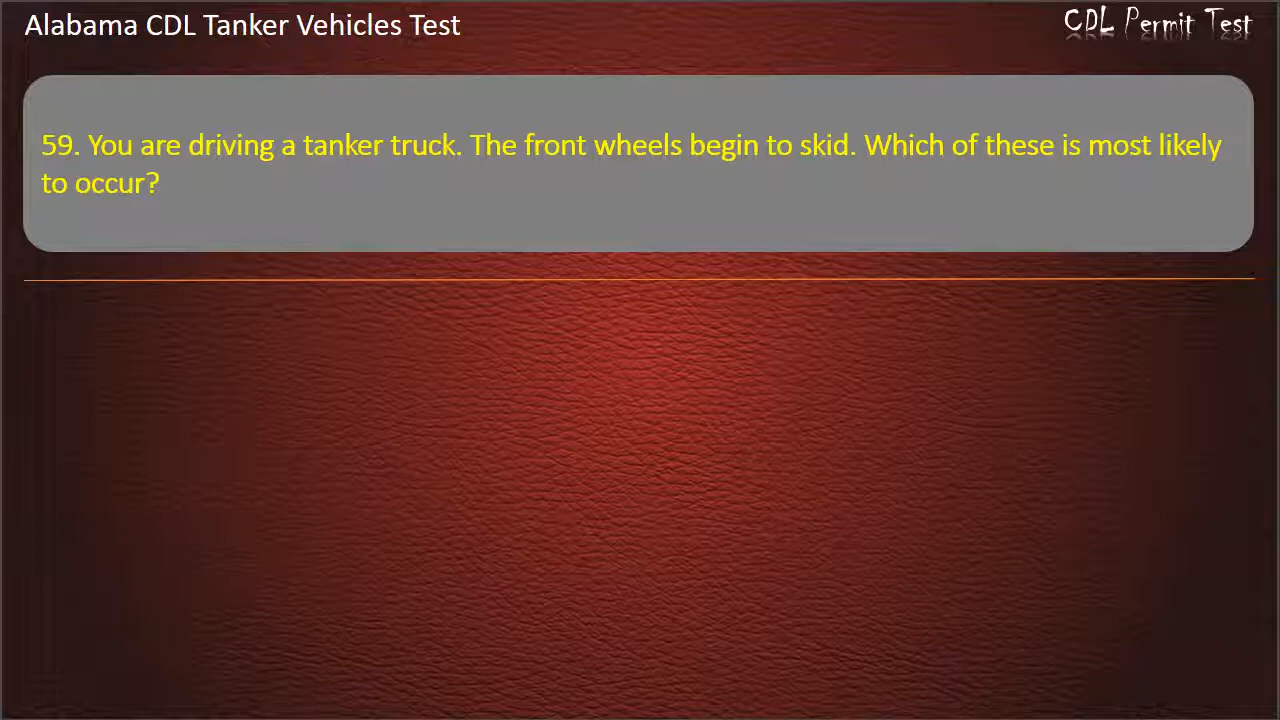 Alabama CDL Tanker Vehicles Test
CDL Permit Test
59. You are driving a tanker truck. The front wheels begin to skid. Which of these is most likely
to occur?